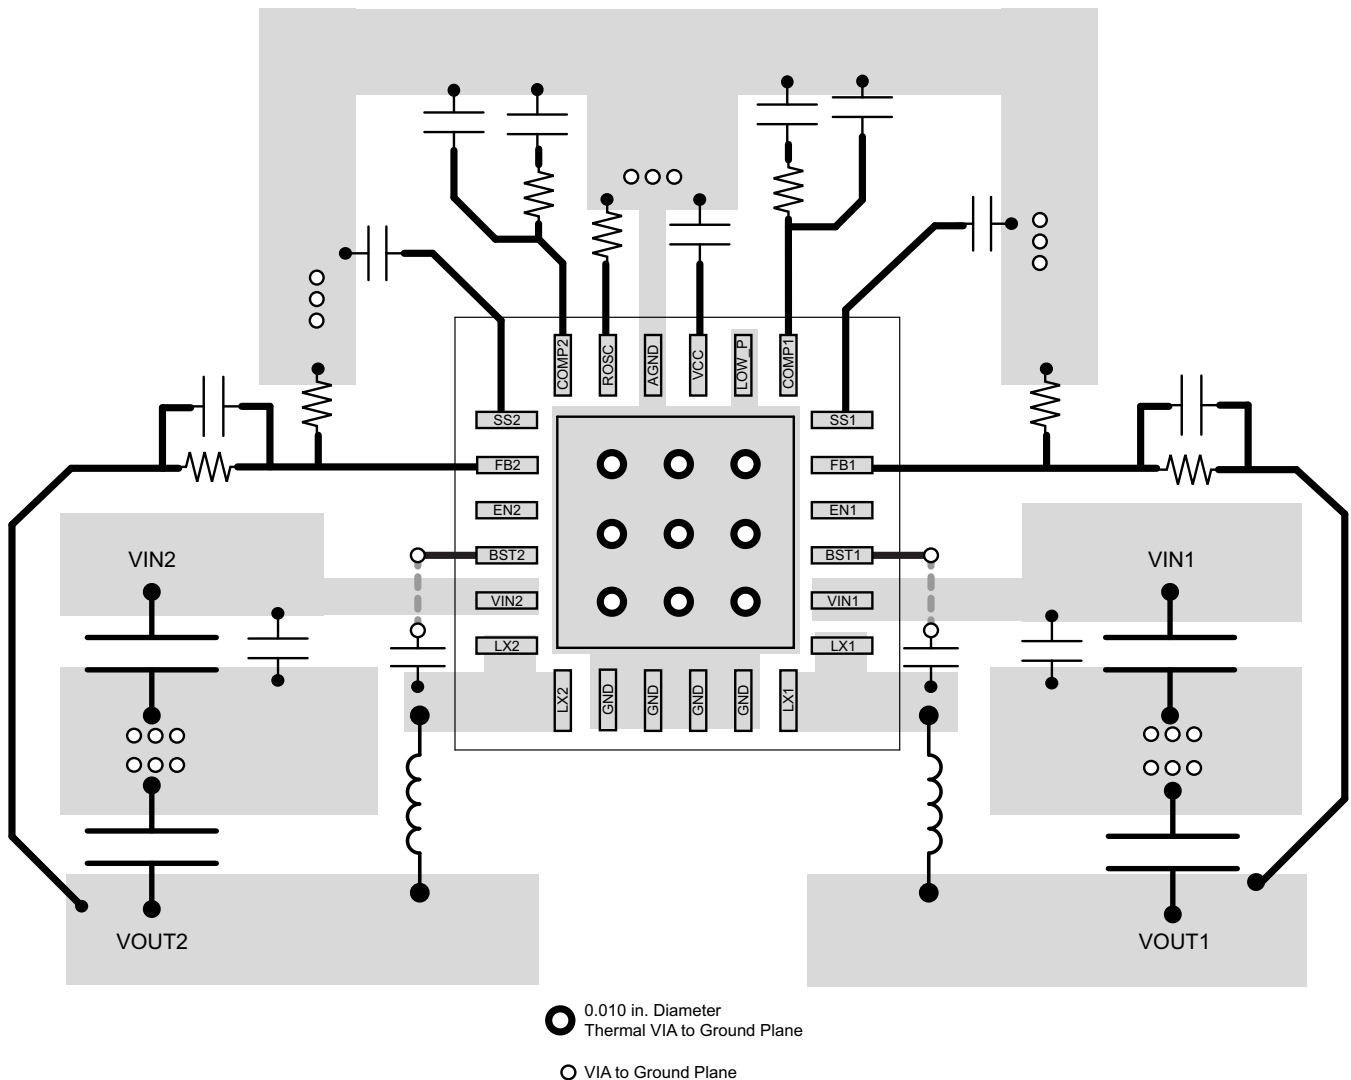 COMP2
ROSC
AGND
VCC
LOW_P
COMP1
SS2
SS1
FB2
FB1
EN2
EN1
VIN2
BST2
BST1
VIN1
VIN2
VIN1
LX2
LX1
LX2
GND
GND
GND
GND
LX1
VOUT2
VOUT1
0.010 in. Diameter
Thermal VIA to Ground Plane
VIA to Ground Plane